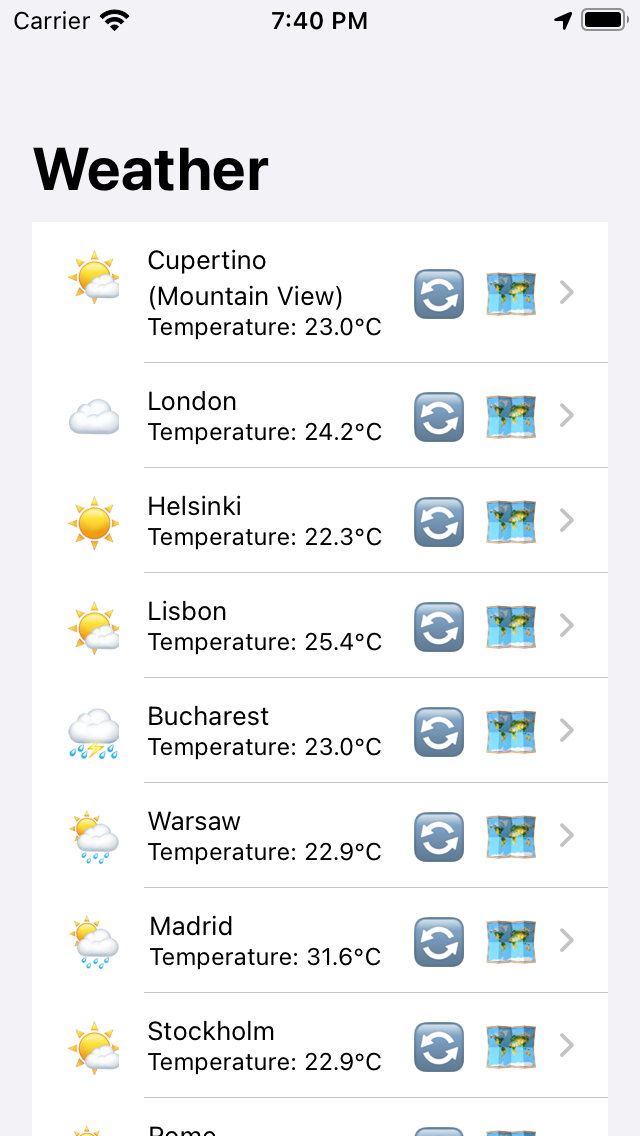 Carrier 7:40 PM
Weather
Cupertino
(Mountain View)
Temperature: 23.0°C
London
Temperature: 24.2°C
Helsinki
Temperature: 22.3°C
Lisbon
Temperature: 25.4°C
Bucharest
Temperature: 23.0°C
Warsaw
Temperature: 22.9°C
Madrid
Temperature: 31.6°C
Stockholm
Temperature: 22.9°C
Rome